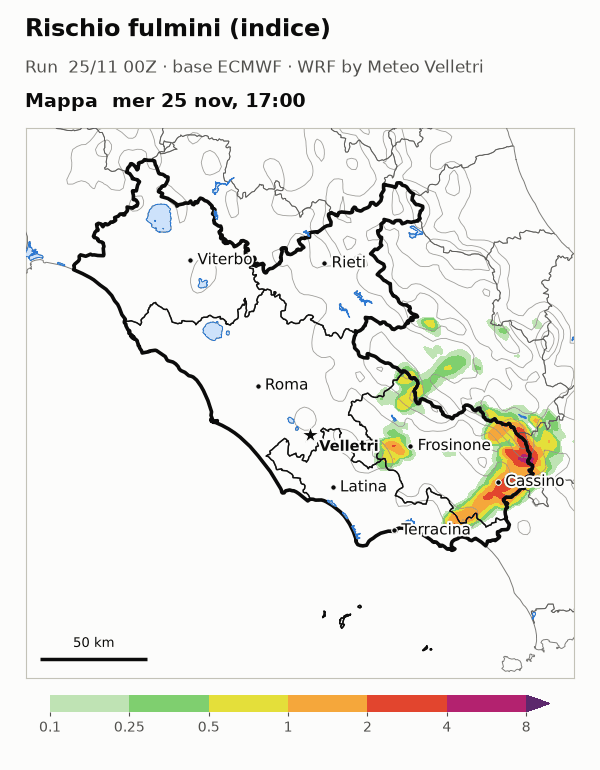 Rischio fulmini (indice)
Run  25/11 00Z · base ECMWF · WRF by Meteo Velletri
Mappa  mer 25 nov, 17:00
Viterbo
Rieti
Roma
Velletri
Frosinone
Latina
Cassino
Terracina
50 km
0.1 0.25 0.5 1 2 4 8